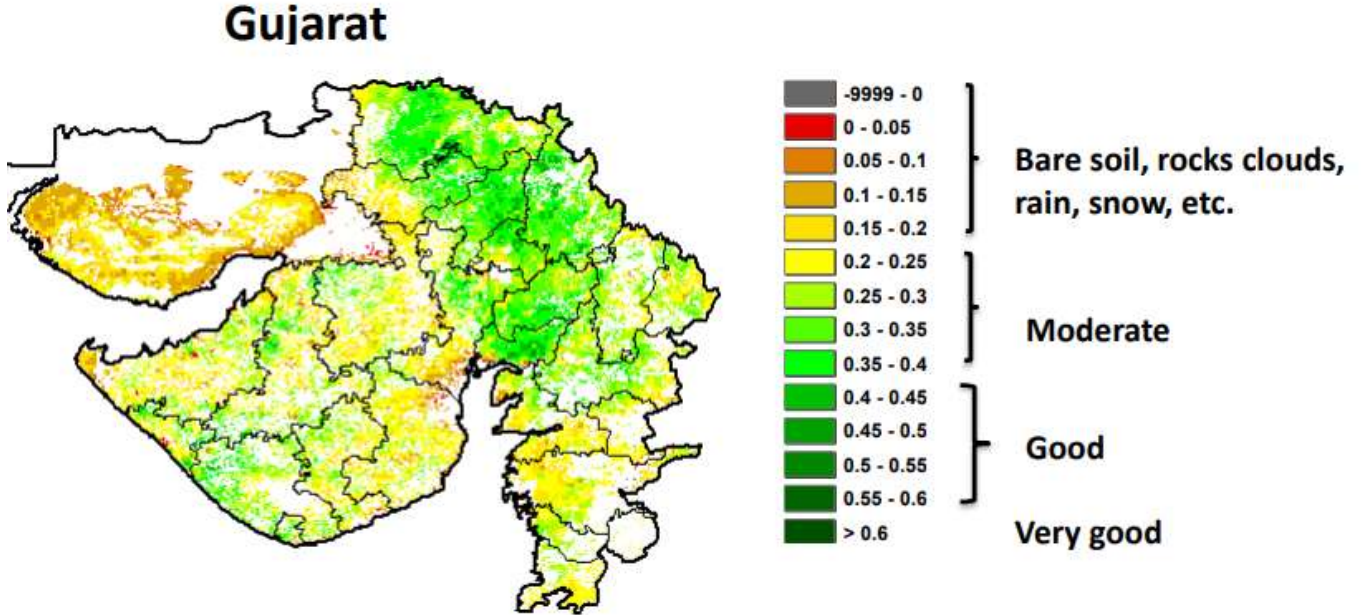 Gujarat
-9999 - 0
0 - 0.05
0.05 - 0.1
0.1 - 0.15
0.15 - 0.2
0.2 - 0.25
0.25 - 0.3
0.3 - 0.35
0.35 - 0.4
0.4 - 0.45
0.45 - 0.5
0.5 - 0.55
0.55 - 0.6
> 0.6
Bare soil, rocks clouds,
rain, snow, etc.
Moderate
Good
Very good